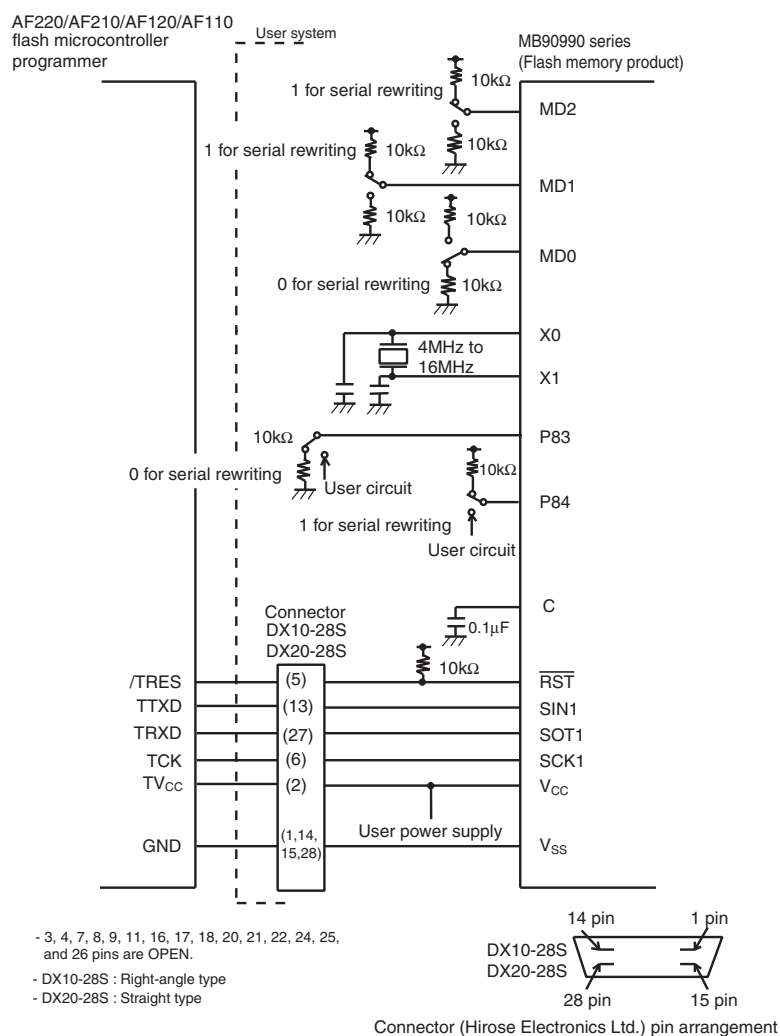 AF220/AF210/AF120/AF110
flash microcontroller
programmer
User system
MB90990 series
(Flash memory product)
10kΩ
1 for serial rewriting
MD2
10kΩ
1 for serial rewriting
10kΩ
MD1
10kΩ
10kΩ
MD0
0 for serial rewriting
10kΩ
X0
4MHz to
16MHz
X1
10kΩ
P83
0 for serial rewriting
User circuit
10kΩ
P84
1 for serial rewriting
User circuit
C
0.1μF
Connector
DX10-28S
DX20-28S
10kΩ
/TRES
(5)
RST
TTXD
(13)
SIN1
TRXD
(27)
SOT1
TCK
(6)
SCK1
TVCC
(2)
VCC
User power supply
GND
(1,14,
15,28)
VSS
- 3, 4, 7, 8, 9, 11, 16, 17, 18, 20, 21, 22, 24, 25,
and 26 pins are OPEN.
- DX10-28S : Right-angle type
- DX20-28S : Straight type
14 pin
1 pin
DX10-28S
DX20-28S
28 pin
15 pin
Connector (Hirose Electronics Ltd.) pin arrangement